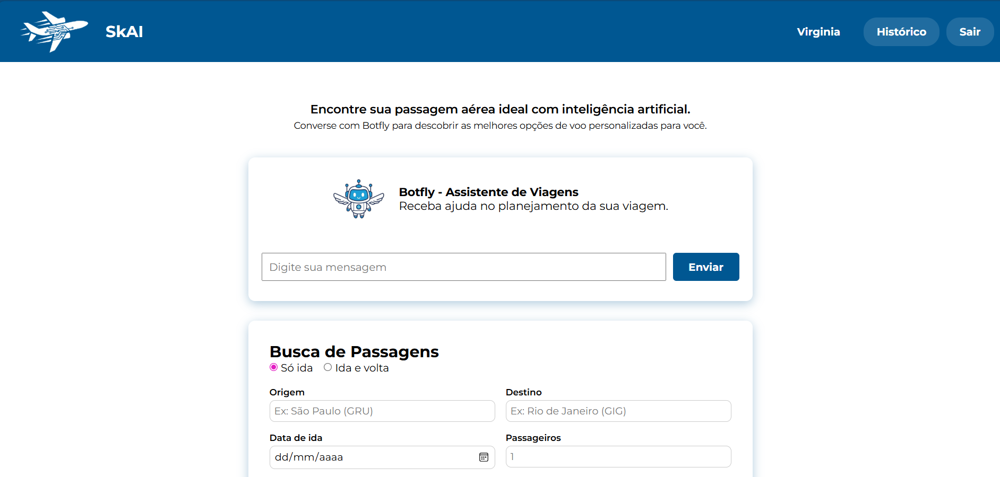 SkAI
Virginia
Histórico
Sair
Encontre sua passagem aérea ideal com inteligência artificial.
Converse com Botfly para descobrir as melhores opções de voo personalizadas para você.
Botfly - Assistente de Viagens
Receba ajuda no planejamento da sua viagem.
Digite sua mensagem
Enviar
Busca de Passagens
Só ida
Ida e volta
Origem
Destino
Ex: São Paulo (GRU)
Ex: Rio de Janeiro (GIG)
Data de ida
Passageiros
dd/mm/aaaa
1